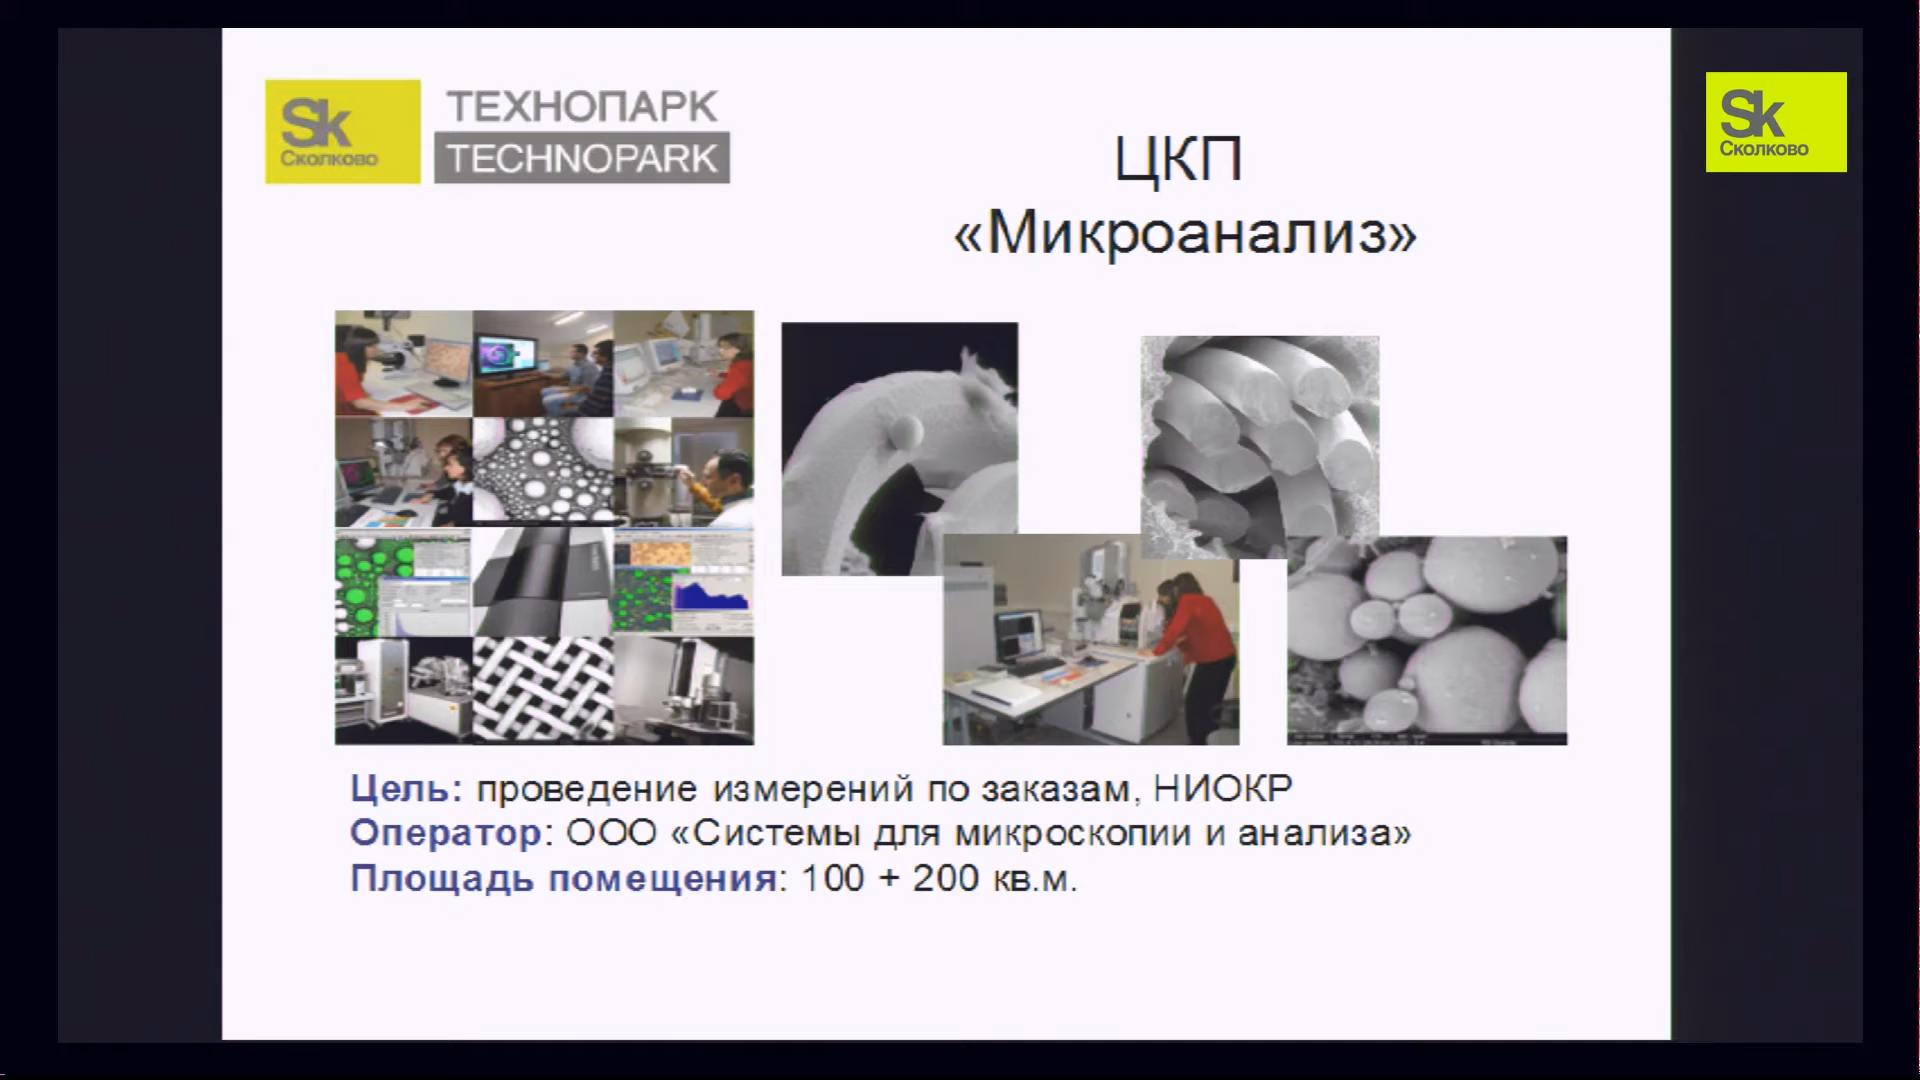 Sk
Сколково
ТЕХНОПАРК
TECHNOPARK
Sk
Сколково
ЦКП
«Микроанализ»
Цель: проведение измерений по заказам, НИОКР
Оператор: ООО «Системы для микроскопии и анализа»
Площадь помещения: 100 + 200 кв.м.